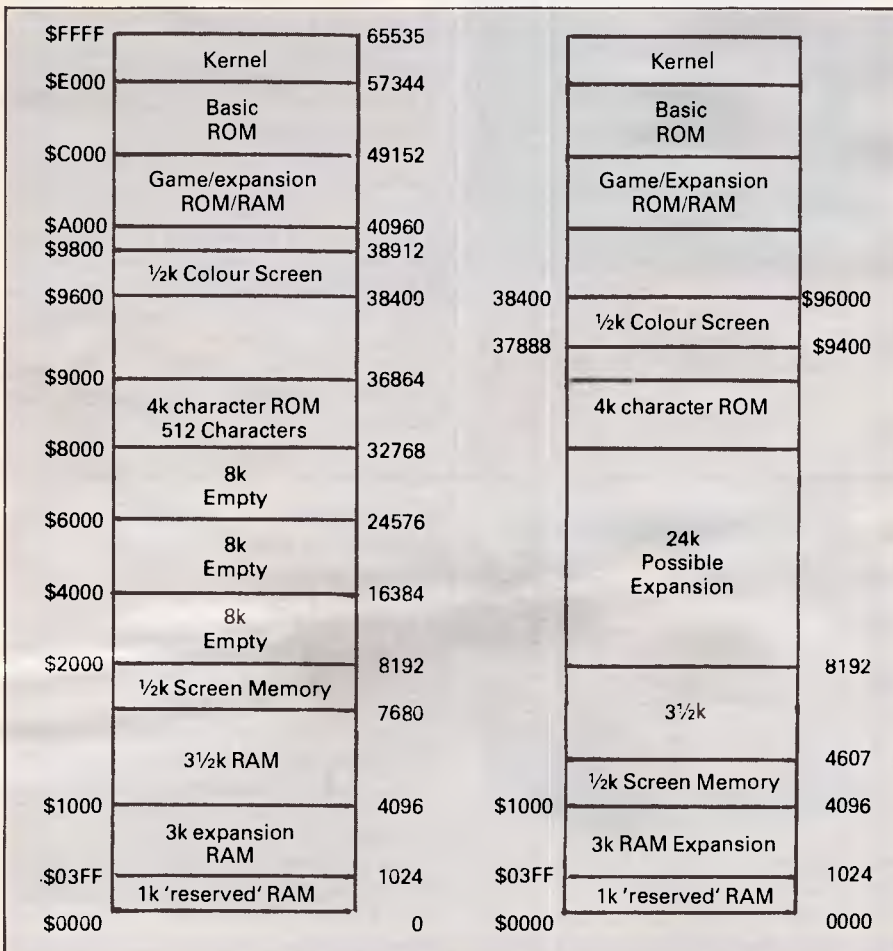 $FFFF 65535
Kernel
$E000 57344
Basic
ROM
$C000 49152
Game/expansion
ROM/RAM
$A000 40960
$9800 38912
½k Colour Screen
$9600 38400
$9000 36864
4k character ROM
512 Characters
$8000 32768
8k
Empty
$6000 24576
8k
Empty
$4000 16384
8k
Empty
$2000 8192
½k Screen Memory
7680
3½k RAM
$1000 4096
3k expansion
RAM
$03FF 1024
1k 'reserved' RAM
$0000 0
Kernel
Basic
ROM
Game/Expansion
ROM/RAM
38400 $96000
½k Colour Screen
37888 $9400
4k character ROM
24k
Possible
Expansion
8192
3½k
4607
½k Screen Memory
$1000 4096
3k RAM Expansion
$03FF 1024
1k 'reserved' RAM
$0000 0000